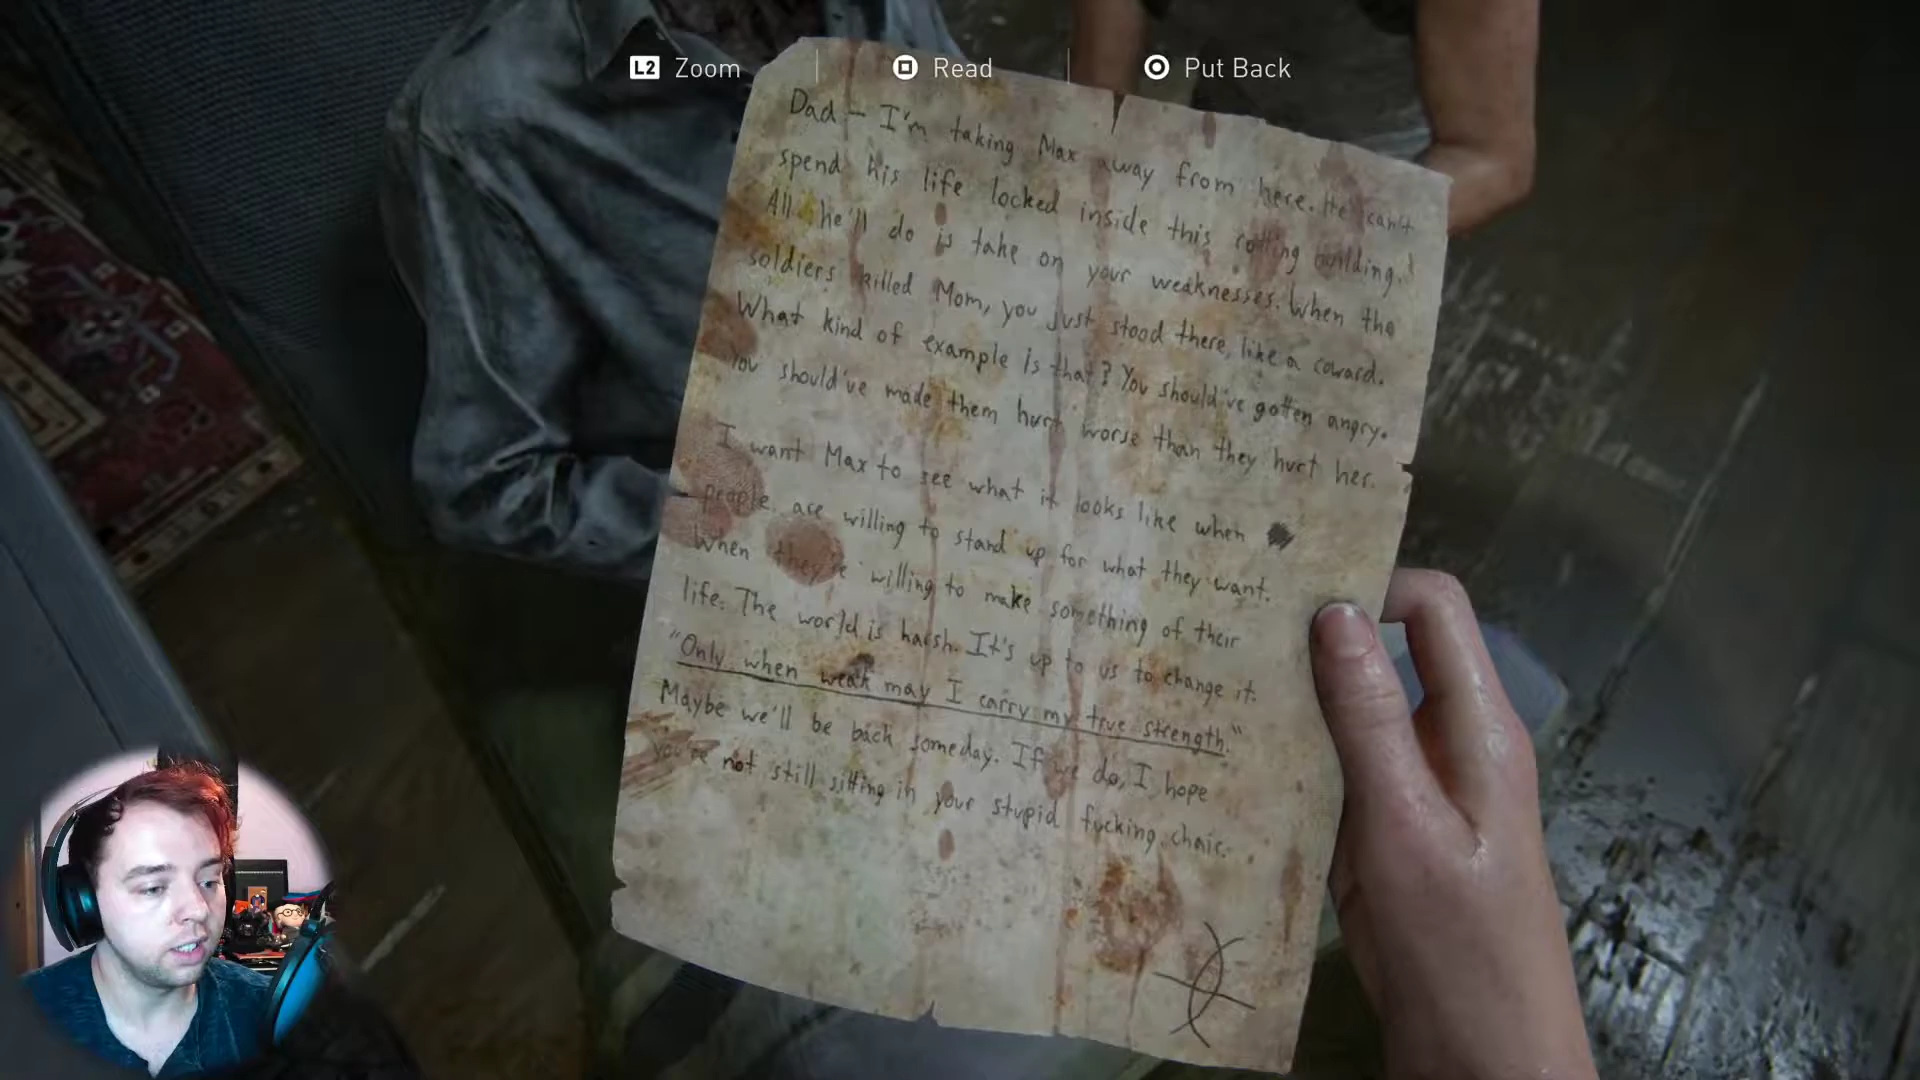 L2 Zoom Read Put Back
Dad — I'm taking Max away from here. He can't
spend his life locked inside this rotting building.
All he'll do is take on your weaknesses. When the
soldiers killed Mom, you just stood there, like a coward.
What kind of example is that? You should've gotten angry.
You should've made them hurt worse than they hurt her.
I want Max to see what it looks like when
people are willing to stand up for what they want.
When they're willing to make something of their
life. The world is harsh. It's up to us to change it.
"Only when weak may I carry my true strength."
Maybe we'll be back someday. If we do, I hope
you're not still sitting in your stupid fucking chair.